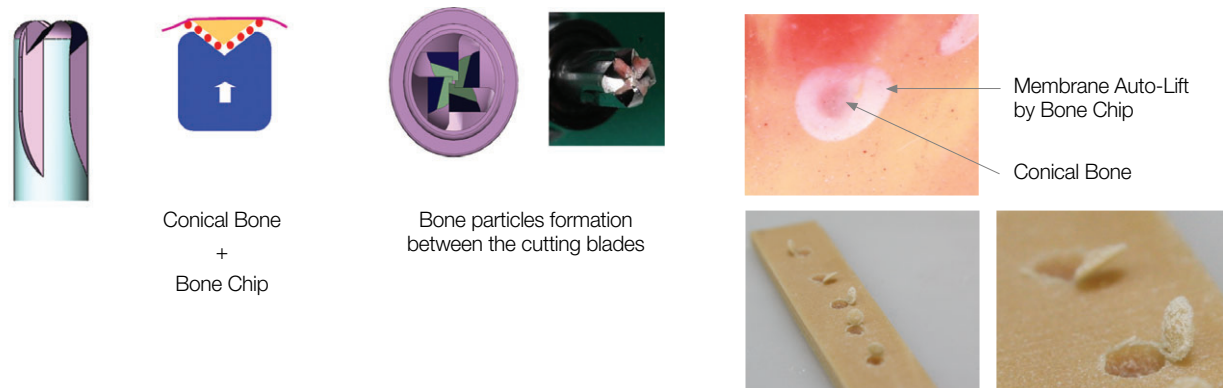 Conical Bone
+
Bone Chip
Bone particles formation
between the cutting blades
Membrane Auto-Lift
by Bone Chip
Conical Bone